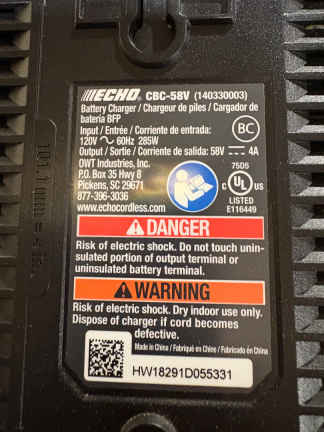 ECHO. CBC-58V (140330003)
Battery Charger / Chargeur de piles / Cargador de
batería BFP
Input / Entrée / Corriente de entrada:
120V ~ 60Hz 285W
BC
Output / Sortie / Corriente de salida: 58V ⎓ 4A
OWT Industries, Inc.
P.O. Box 35 Hwy 8
Pickens, SC 29671
877-396-3036
www.echocordless.com
75D5
C UL US
LISTED
E116449
DANGER
Risk of electric shock. Do not touch unin-
sulated portion of output terminal or
uninsulated battery terminal.
WARNING
Risk of electric shock. Dry indoor use only.
Dispose of charger if cord becomes
defective.
Made in China / Fabriqué en Chine / Fabricado en China
HW18291D055331